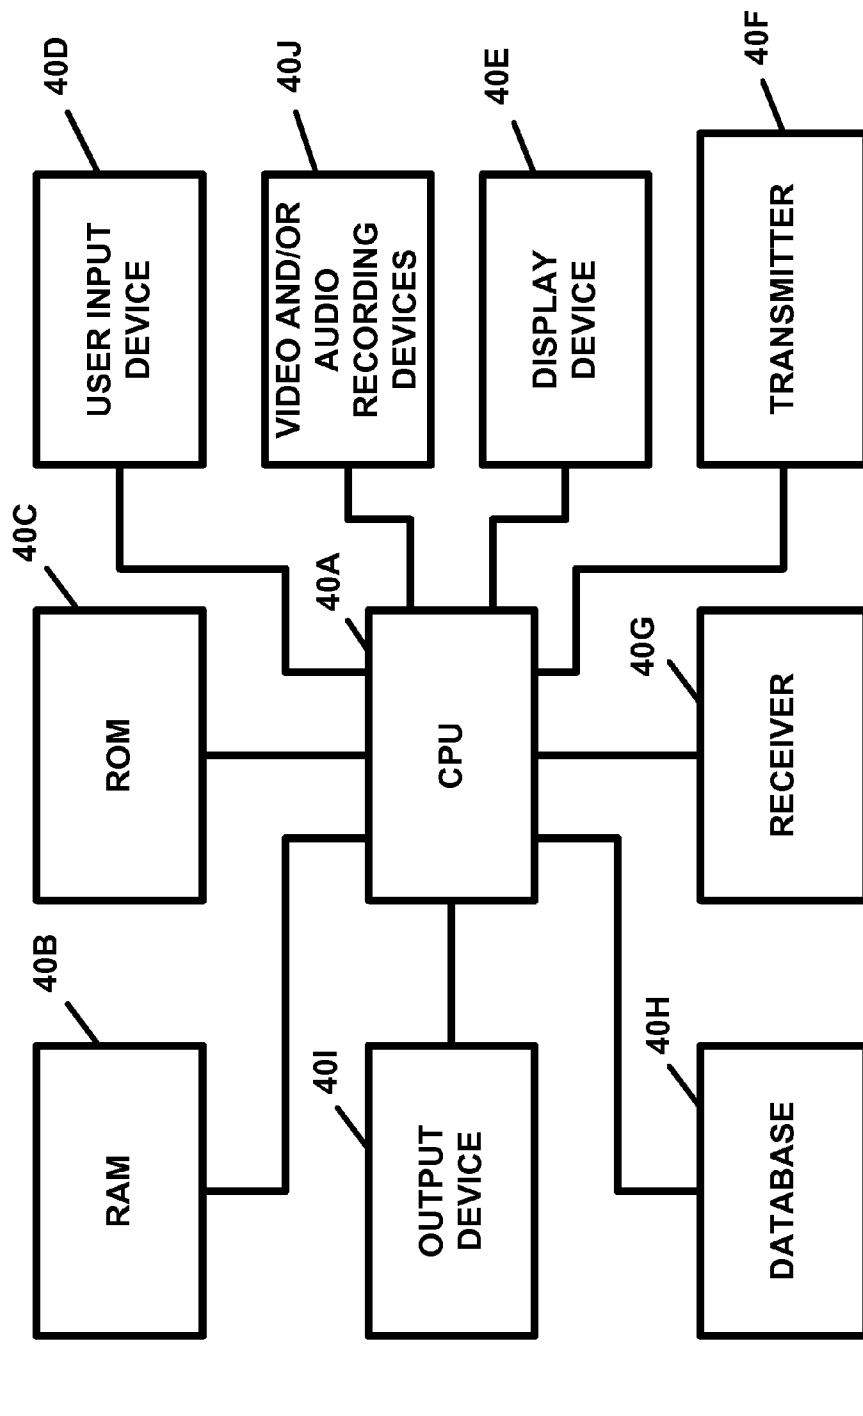 40B
RAM
40C
ROM
40D
USER INPUT
DEVICE
40I
OUTPUT
DEVICE
40A
CPU
40J
VIDEO AND/OR
AUDIO
RECORDING
DEVICES
40E
DISPLAY
DEVICE
40H
DATABASE
40G
RECEIVER
40F
TRANSMITTER